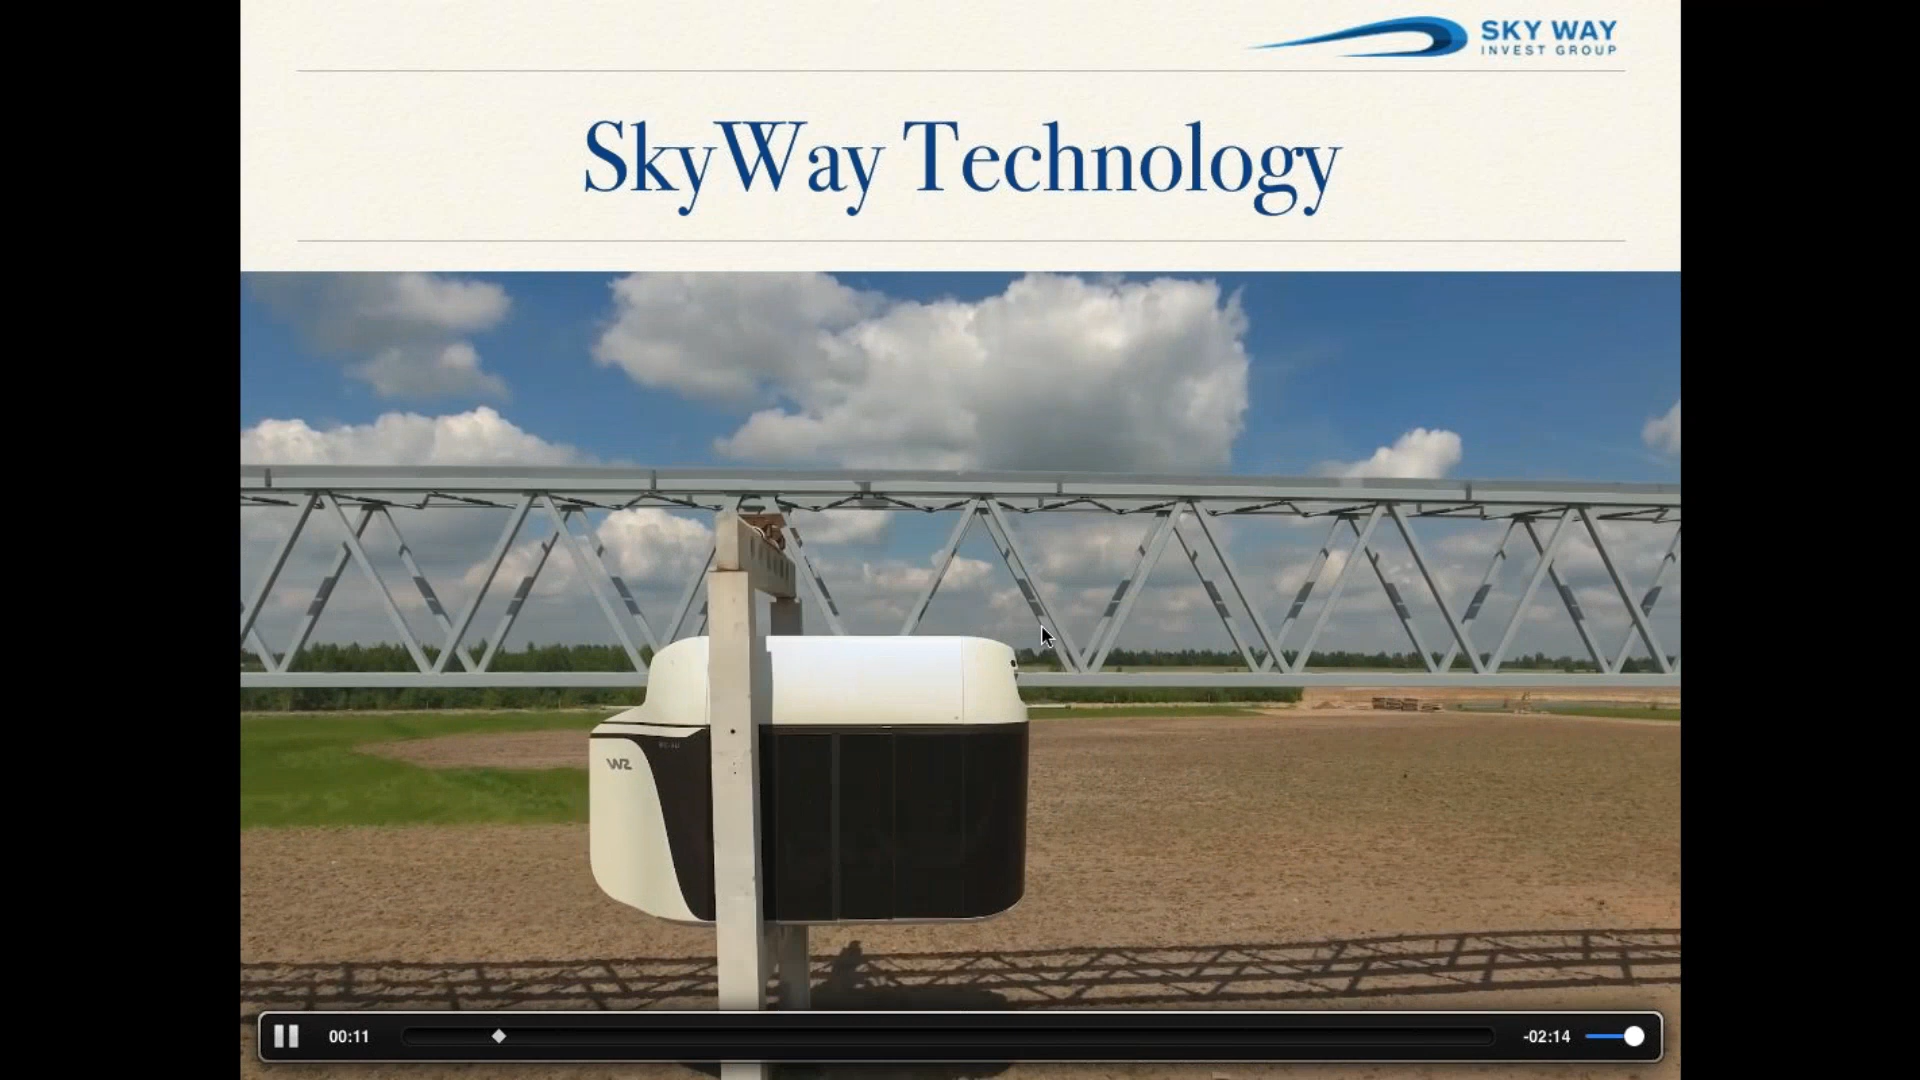 SKY WAY
INVEST GROUP
SkyWay Technology
00:11
-02:14